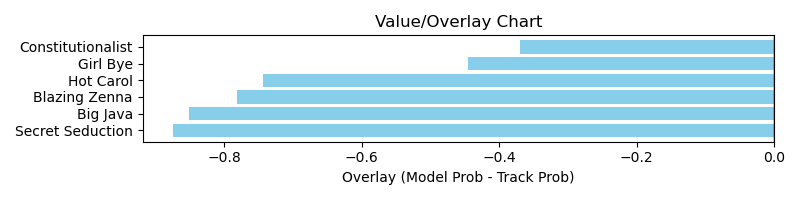 Value/Overlay Chart
Constitutionalist
Girl Bye
Hot Carol
Blazing Zenna
Big Java
Secret Seduction
−0.8 −0.6 −0.4 −0.2 0.0
Overlay (Model Prob - Track Prob)